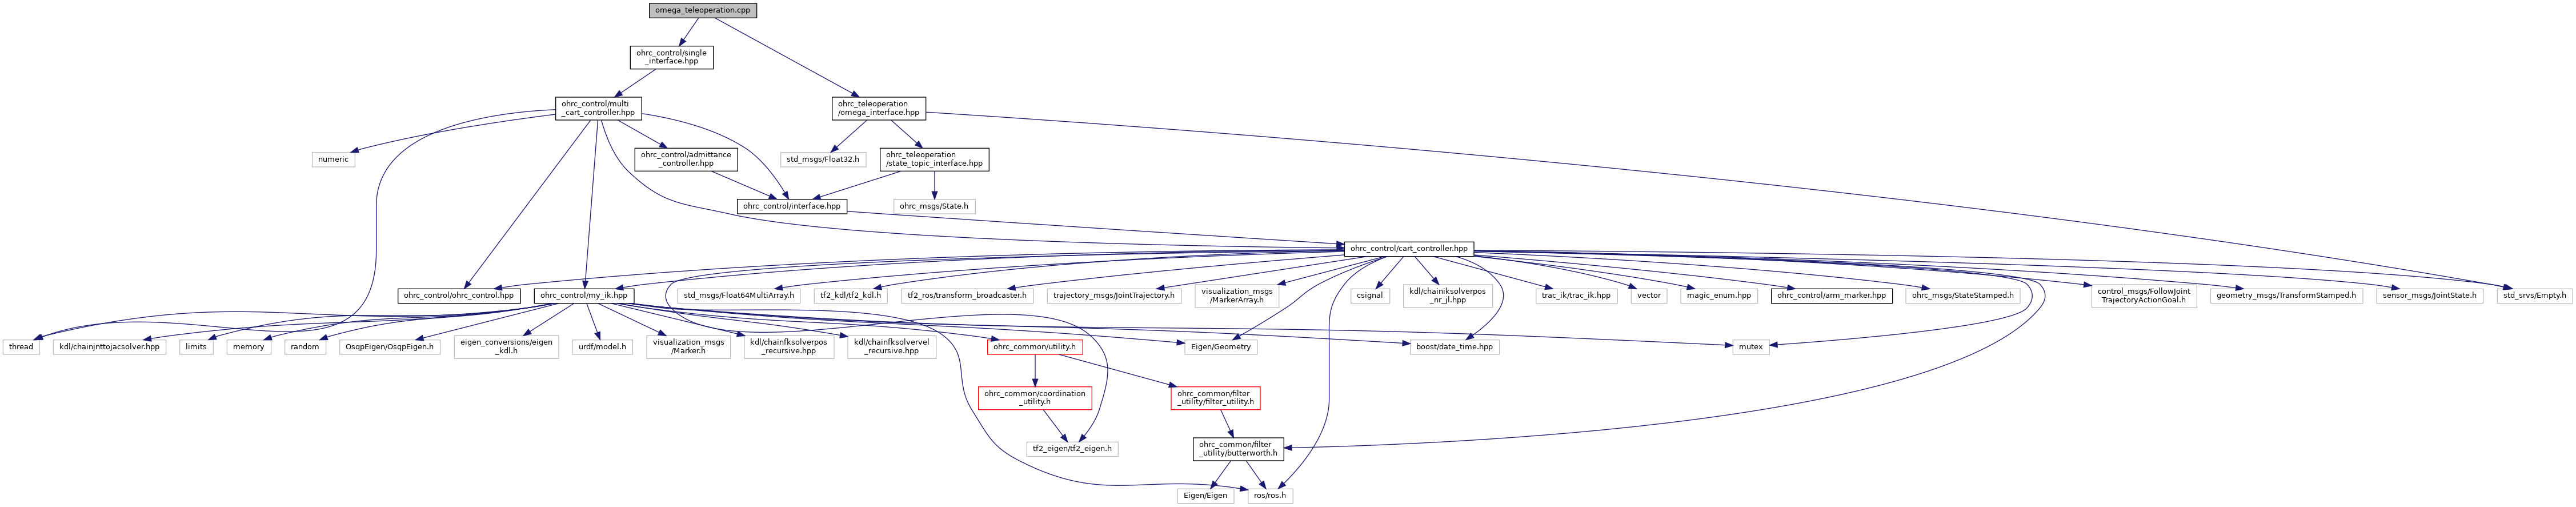 omega_teleoperation.cpp
ohrc_control/single
_interface.hpp
ohrc_control/multi
_cart_controller.hpp
ohrc_teleoperation
/omega_interface.hpp
numeric
ohrc_control/admittance
_controller.hpp
std_msgs/Float32.h
ohrc_teleoperation
/state_topic_interface.hpp
ohrc_control/interface.hpp
ohrc_msgs/State.h
ohrc_control/cart_controller.hpp
ohrc_control/ohrc_control.hpp
ohrc_control/my_ik.hpp
std_msgs/Float64MultiArray.h
tf2_kdl/tf2_kdl.h
tf2_ros/transform_broadcaster.h
trajectory_msgs/JointTrajectory.h
visualization_msgs
/MarkerArray.h
csignal
kdl/chainiksolverpos
_nr_jl.hpp
trac_ik/trac_ik.hpp
vector
magic_enum.hpp
ohrc_control/arm_marker.hpp
ohrc_msgs/StateStamped.h
control_msgs/FollowJoint
TrajectoryActionGoal.h
geometry_msgs/TransformStamped.h
sensor_msgs/JointState.h
std_srvs/Empty.h
thread
kdl/chainjnttojacsolver.hpp
limits
memory
random
OsqpEigen/OsqpEigen.h
eigen_conversions/eigen
_kdl.h
urdf/model.h
visualization_msgs
/Marker.h
kdl/chainfksolverpos
_recursive.hpp
kdl/chainfksolvervel
_recursive.hpp
ohrc_common/utility.h
Eigen/Geometry
boost/date_time.hpp
mutex
ohrc_common/coordination
_utility.h
ohrc_common/filter
_utility/filter_utility.h
tf2_eigen/tf2_eigen.h
ohrc_common/filter
_utility/butterworth.h
Eigen/Eigen
ros/ros.h